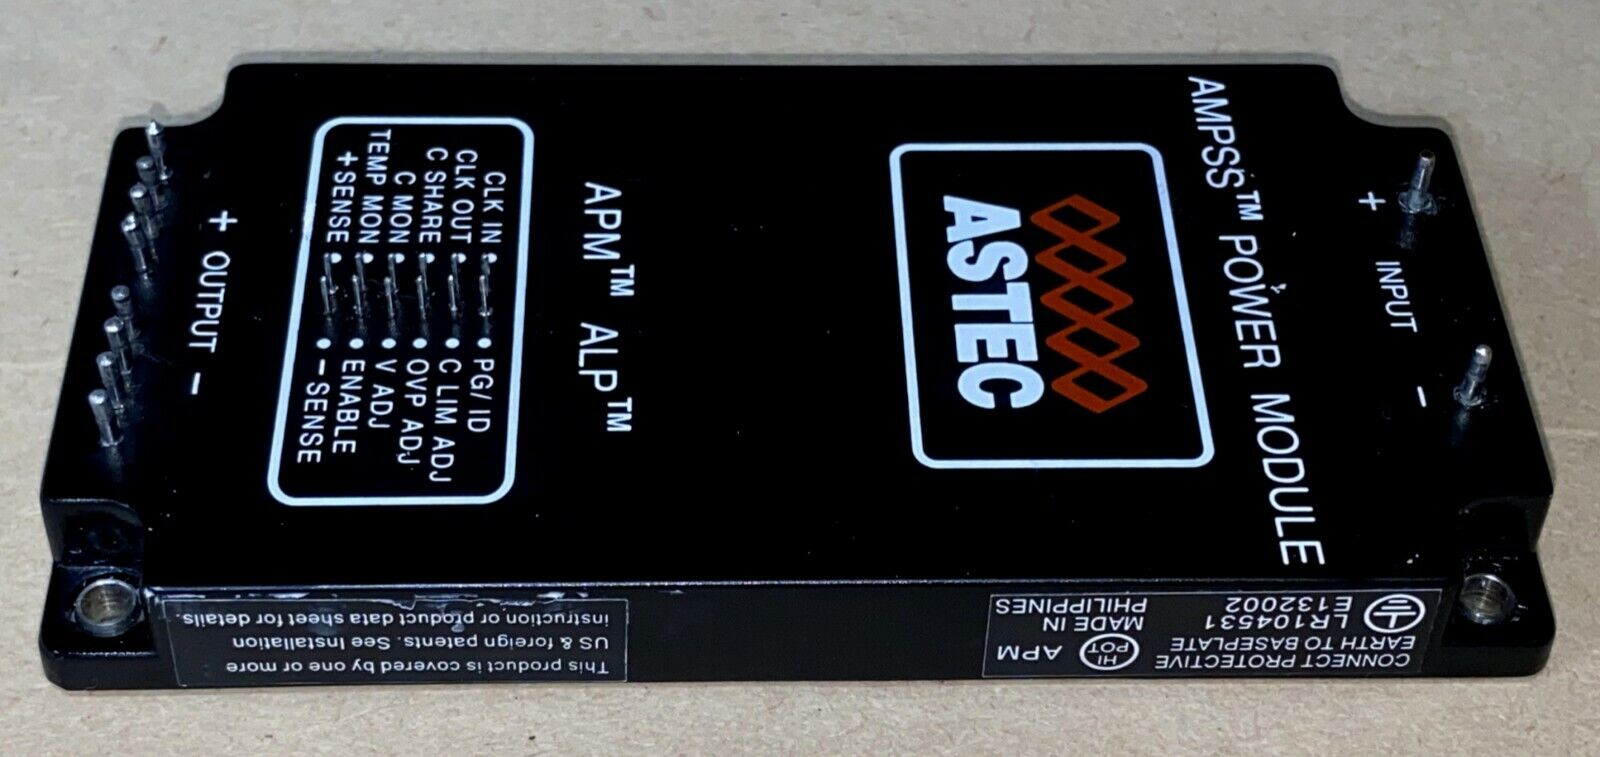 AMPSS™ POWER MODULE
+ INPUT −
ASTEC
APM™ ALP™
CLK IN PG/ ID
CLK OUT C LIM ADJ
C SHARE OVP ADJ
C MON V ADJ
TEMP MON ENABLE
+SENSE −SENSE
+ OUTPUT −
CONNECT PROTECTIVE
EARTH TO BASEPLATE
LR104531
E132002
HI
POT
APM
MADE IN
PHILIPPINES
This product is covered by one or more
US & foreign patents. See Installation
instruction or product data sheet for details.